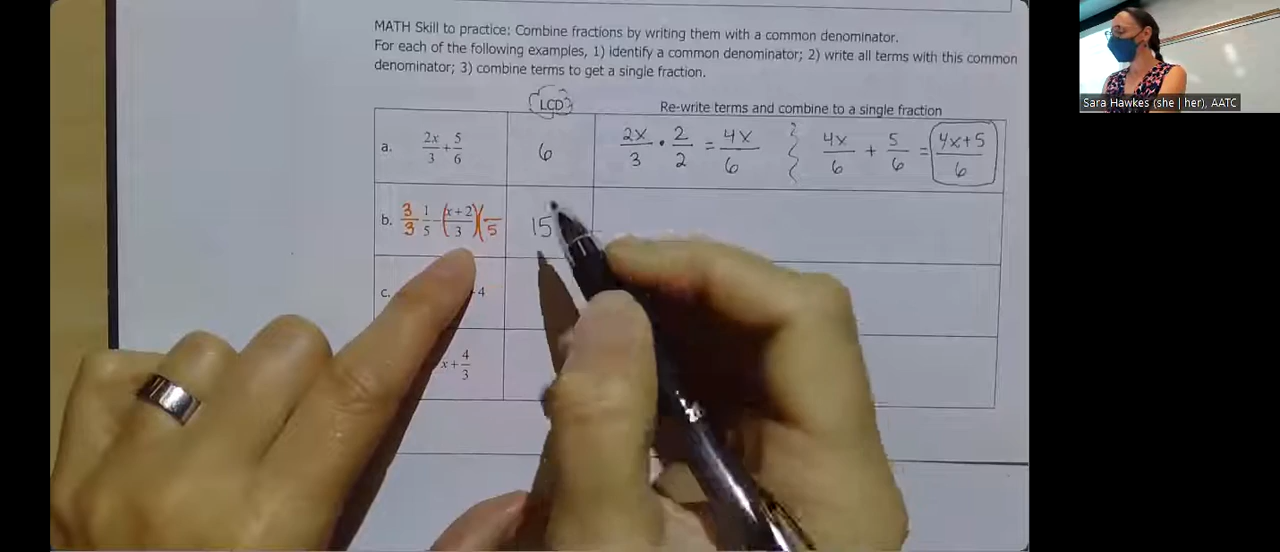 MATH Skill to practice: Combine fractions by writing them with a common denominator.
For each of the following examples, 1) identify a common denominator; 2) write all terms with this common
denominator; 3) combine terms to get a single fraction.
LCD Re-write terms and combine to a single fraction
a. 2x/3 + 5/6 6 2x/3 · 2/2 = 4x/6 4x/6 + 5/6 = 4x+5/6
b. 3/3 1/5 - (x+2/3)( /5 15
c. 4
x + 4/3
Sara Hawkes (she | her), AATC